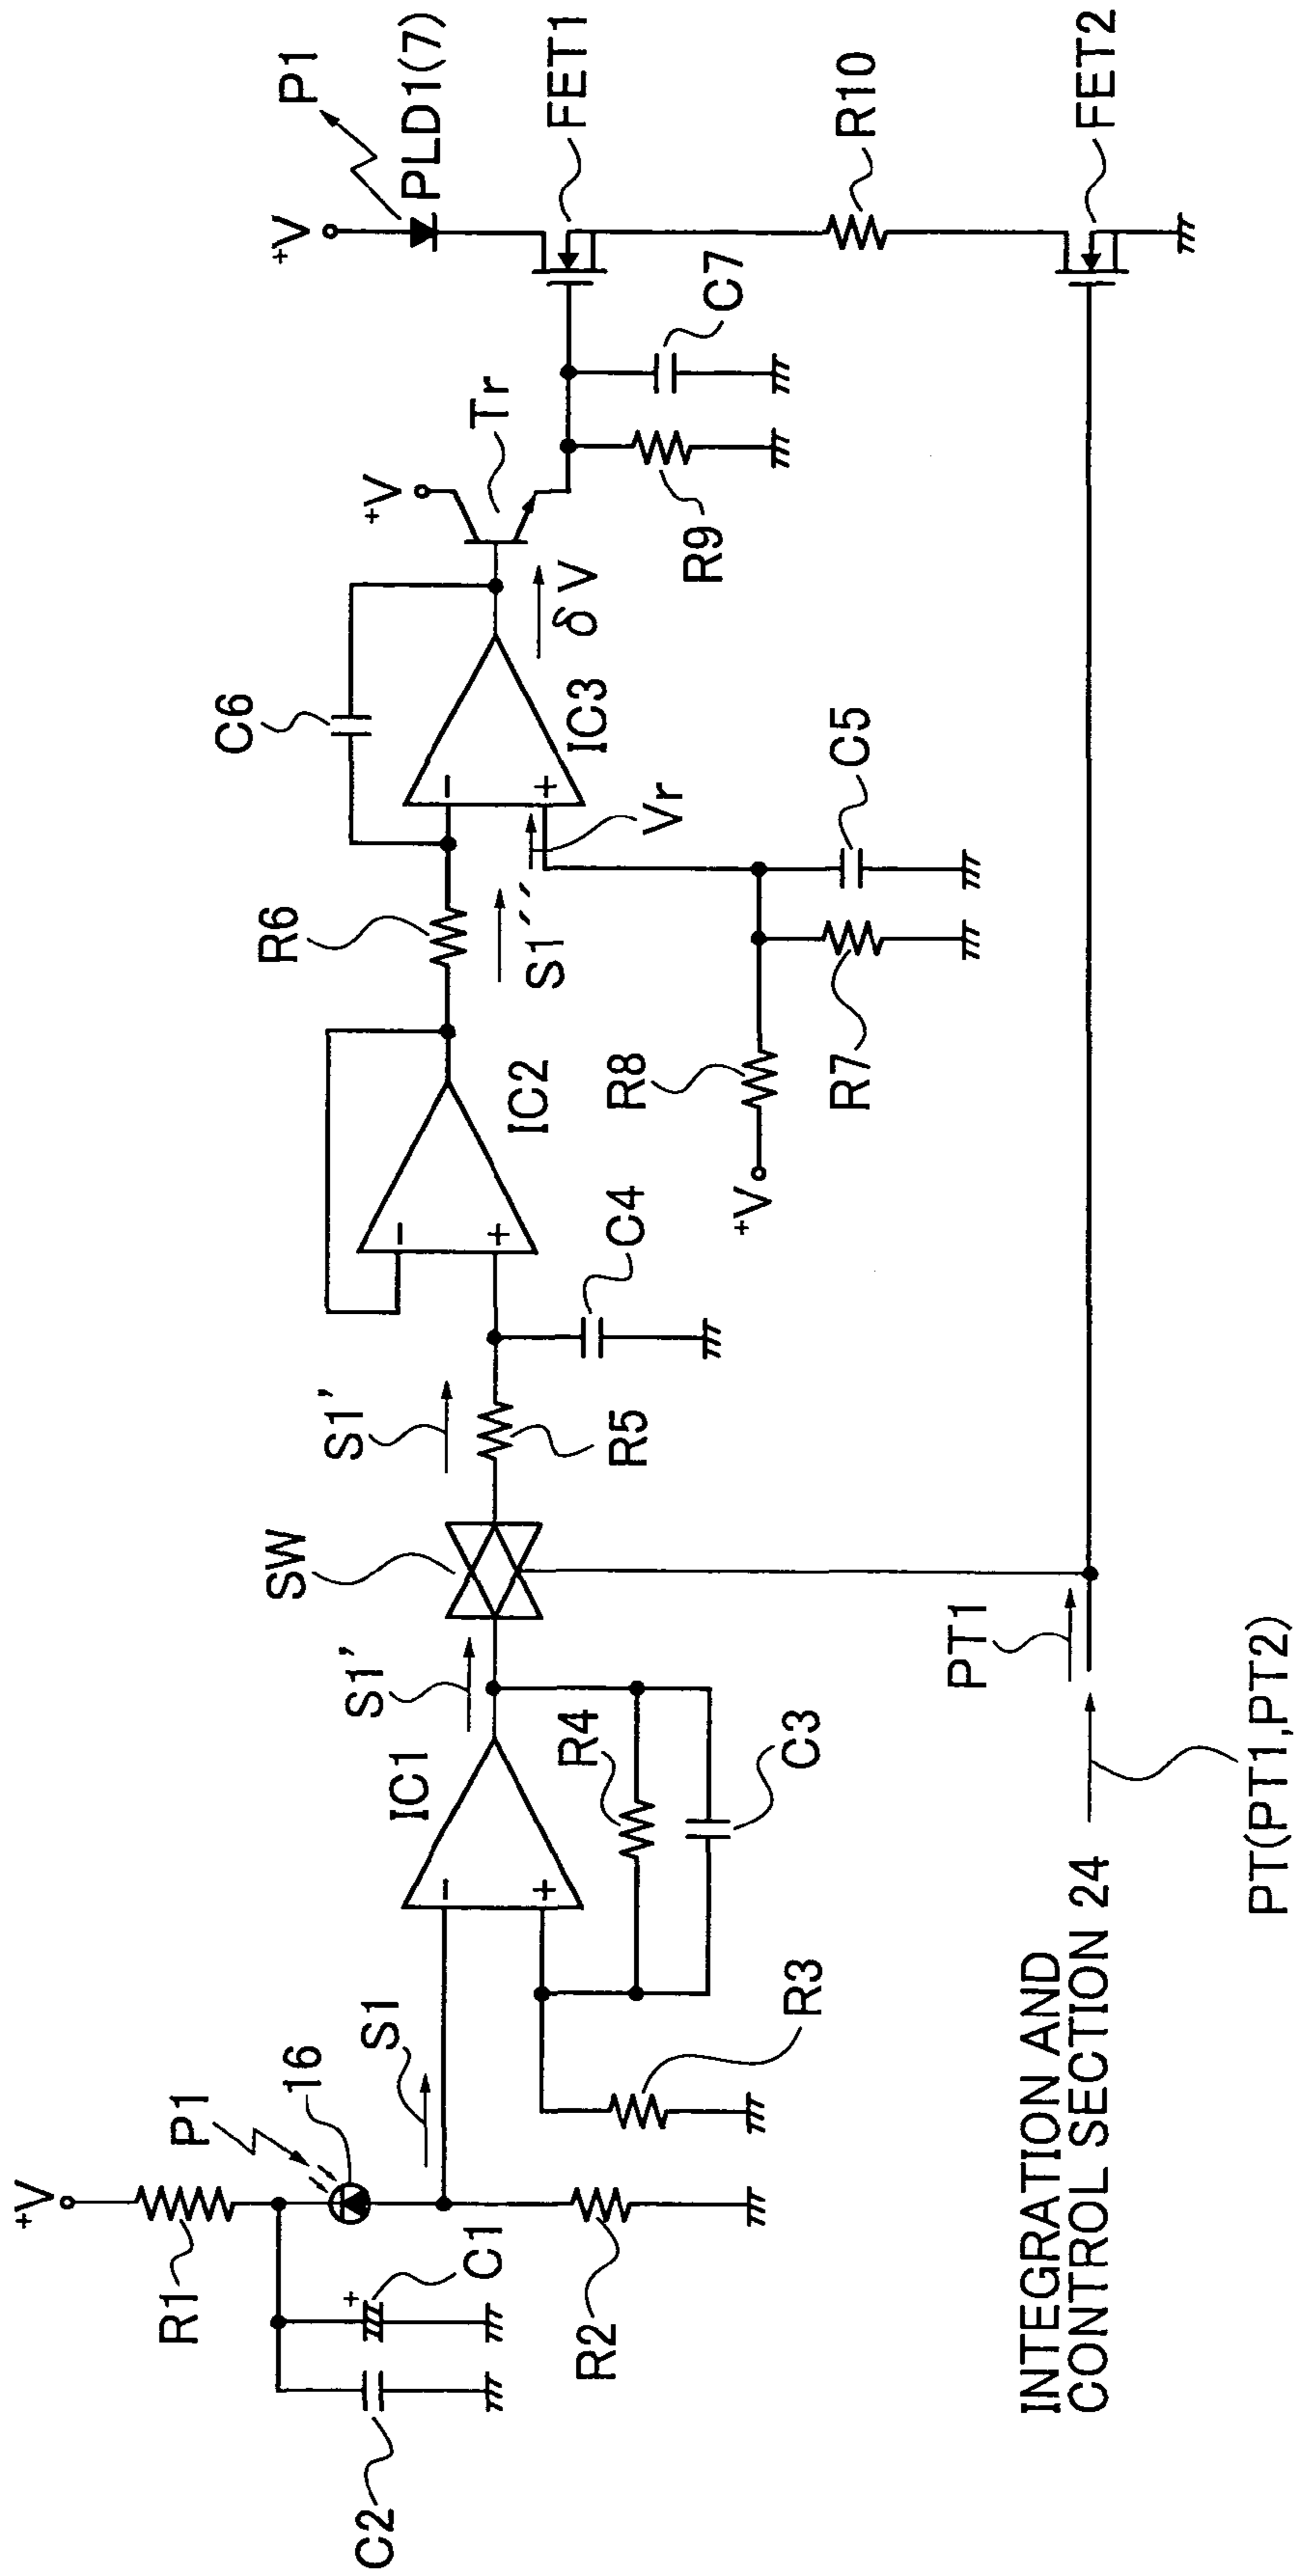 +V
R1
P1
16
C1
C2
R2
S1
R3
IC1
-
+
R4
C3
S1'
SW
S1'
R5
C4
IC2
-
+
R6
S1''
Vr
C6
IC3
-
+
δV
+V
R8
R7
C5
+V
Tr
R9
C7
+V
P1
PLD1(7)
FET1
R10
FET2
PT1
INTEGRATION AND
CONTROL SECTION 24
PT(PT1,PT2)